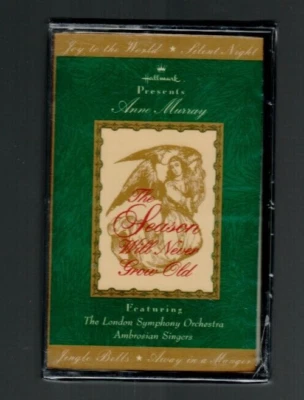 Joy to the World • Silent Night
Hallmark
Presents
Anne Murray
The
Season
Will Never
Grow Old
Featuring
The London Symphony Orchestra
Ambrosian Singers
Jingle Bells • Away in a Manger